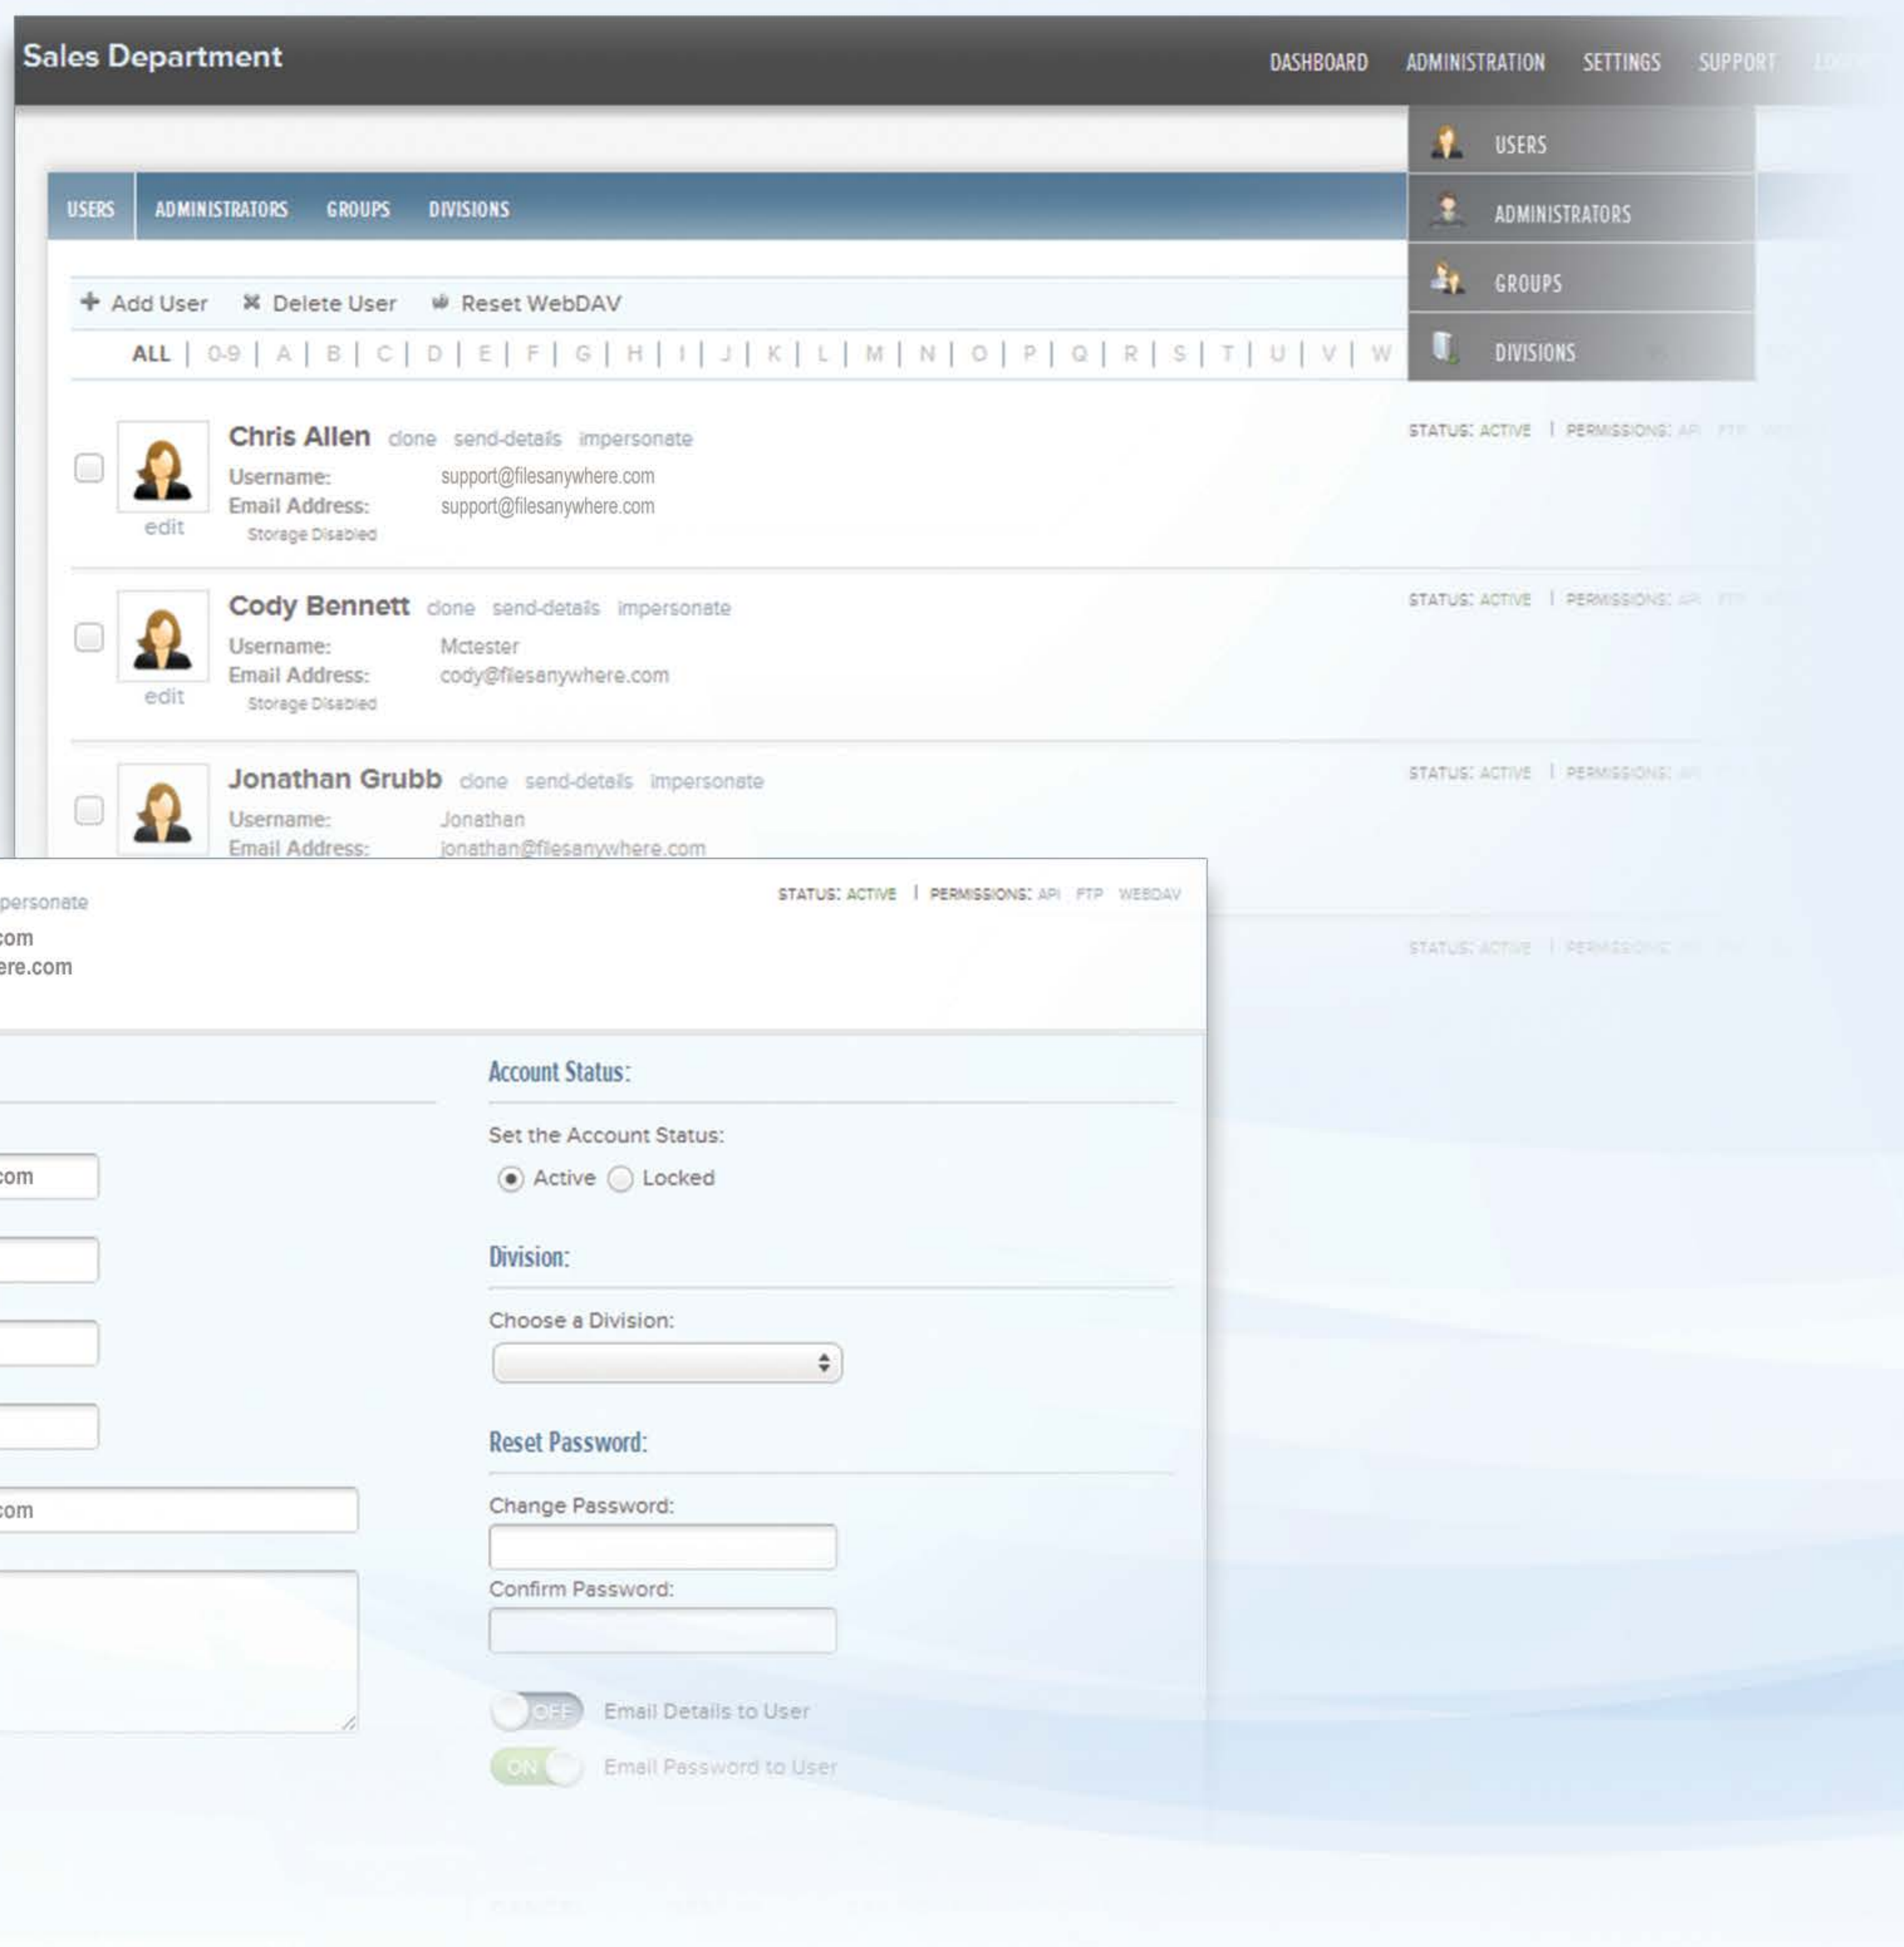 Sales Department
DASHBOARD ADMINISTRATION SETTINGS SUPPORT
USERS
ADMINISTRATORS
GROUPS
DIVISIONS
USERS ADMINISTRATORS GROUPS DIVISIONS
Add User Delete User Reset WebDAV
ALL | 0-9 | A | B | C | D | E | F | G | H | I | J | K | L | M | N | O | P | Q | R | S | T | U | V | W
Chris Allen clone send-details impersonate
STATUS: ACTIVE | PERMISSIONS: API FTP
Username: support@filesanywhere.com
Email Address: support@filesanywhere.com
edit
Storage Disabled
Cody Bennett clone send-details impersonate
STATUS: ACTIVE | PERMISSIONS: API FTP
Username: Mctester
Email Address: cody@filesanywhere.com
edit
Storage Disabled
Jonathan Grubb clone send-details impersonate
STATUS: ACTIVE | PERMISSIONS: API
Username: Jonathan
Email Address: jonathan@filesanywhere.com
personate
STATUS: ACTIVE | PERMISSIONS: API FTP WEBDAV
com
ere.com
STATUS: ACTIVE | PERMISSIONS:
Account Status:
Set the Account Status:
com
Active Locked
Division:
Choose a Division:
Reset Password:
Change Password:
com
Confirm Password:
OFF Email Details to User
ON Email Password to User